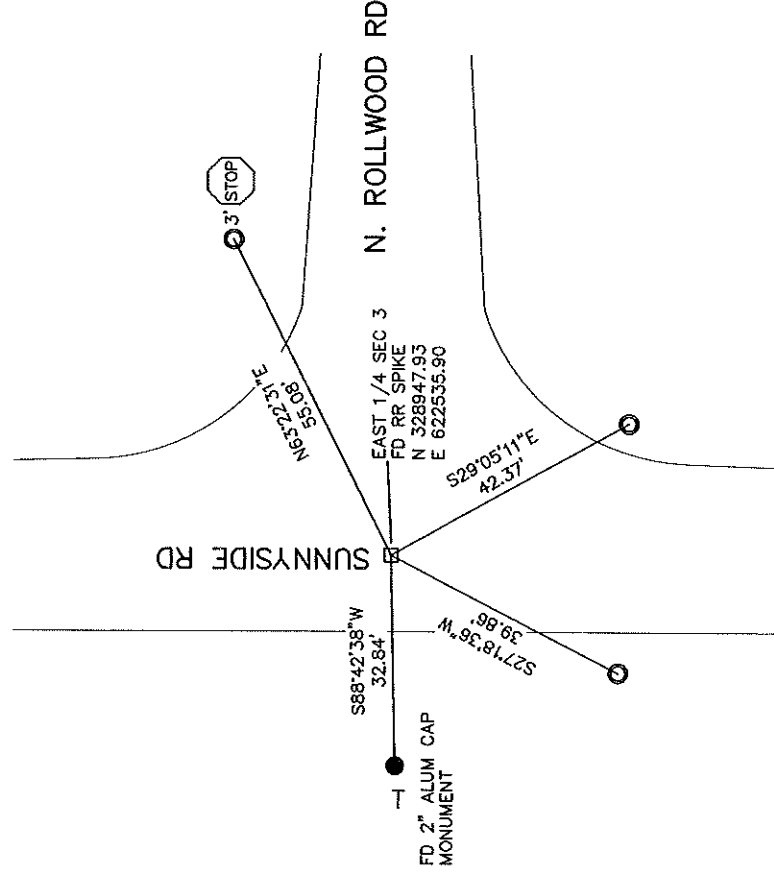 N. ROLLWOOD RD
3' STOP
N63°22'31"E
55.08'
EAST 1/4 SEC 3
FD RR SPIKE
N 328947.93
E 622535.90
S29°05'11"E
42.37'
SUNNYSIDE RD
S88°42'38"W
32.84'
S27°18'36"W
39.86'
T
FD 2" ALUM CAP
MONUMENT